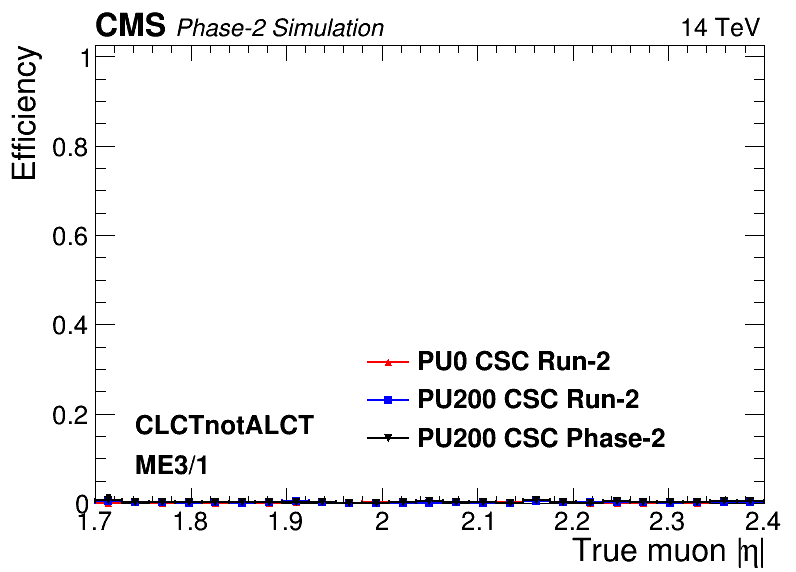 CMS Phase-2 Simulation 14 TeV
Efficiency
1
0.8
0.6
0.4
0.2
0
PU0 CSC Run-2
PU200 CSC Run-2
PU200 CSC Phase-2
CLCTnotALCT
ME3/1
1.7 1.8 1.9 2 2.1 2.2 2.3 2.4
True muon |η|